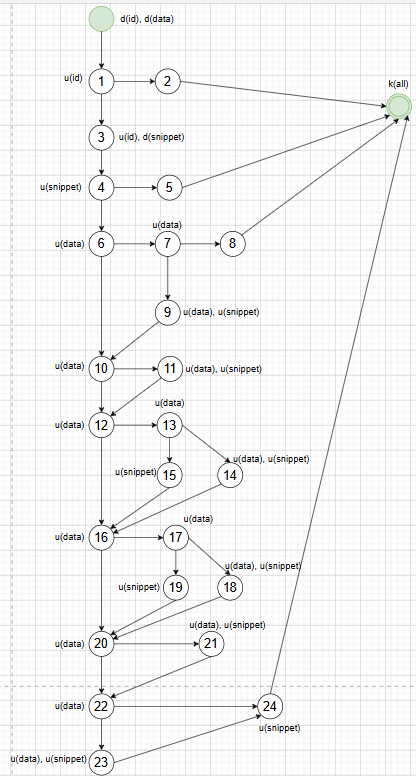 d(id), d(data)
u(id)
1
2
k(all)
3
u(id), d(snippet)
u(snippet)
4
5
u(data)
u(data)
6
7
8
9
u(data), u(snippet)
u(data)
10
11
u(data), u(snippet)
u(data)
u(data)
12
13
u(data), u(snippet)
u(snippet)
15
14
u(data)
u(data)
16
17
u(data), u(snippet)
u(snippet)
19
18
u(data), u(snippet)
u(data)
20
21
u(data)
22
24
u(snippet)
u(data), u(snippet)
23